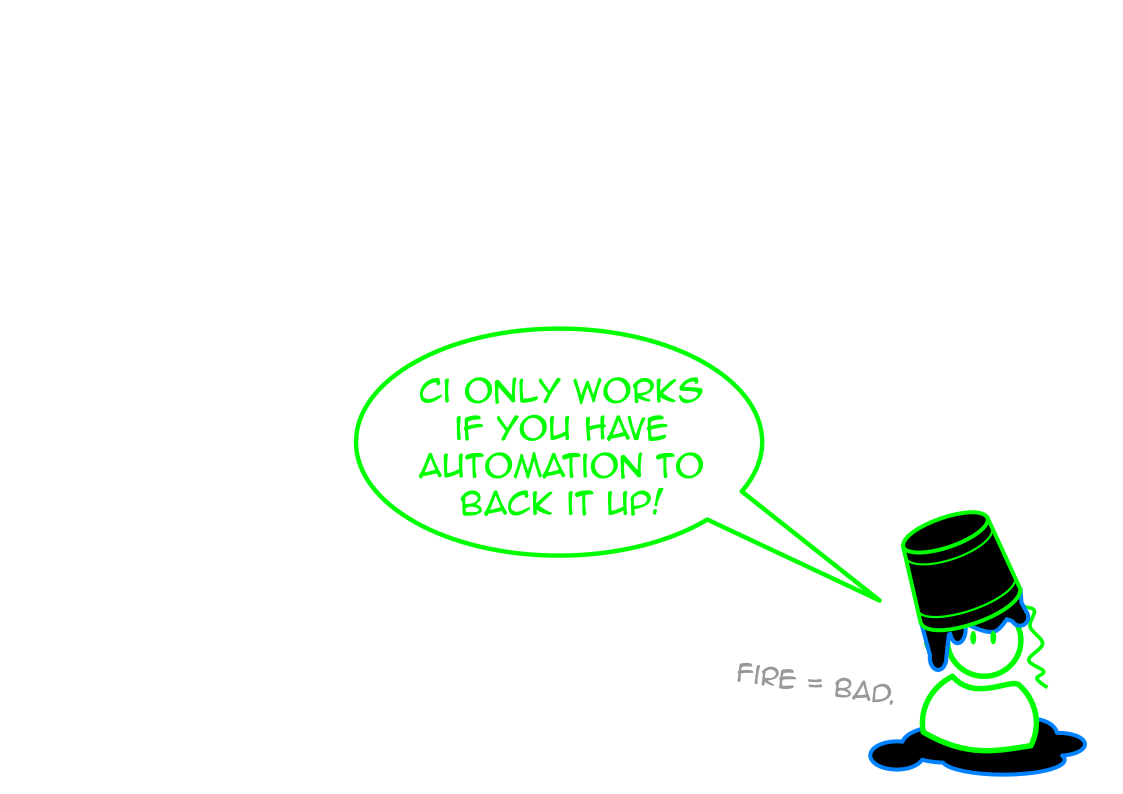 CI ONLY WORKS
IF YOU HAVE
AUTOMATION TO
BACK IT UP!
FIRE = BAD.